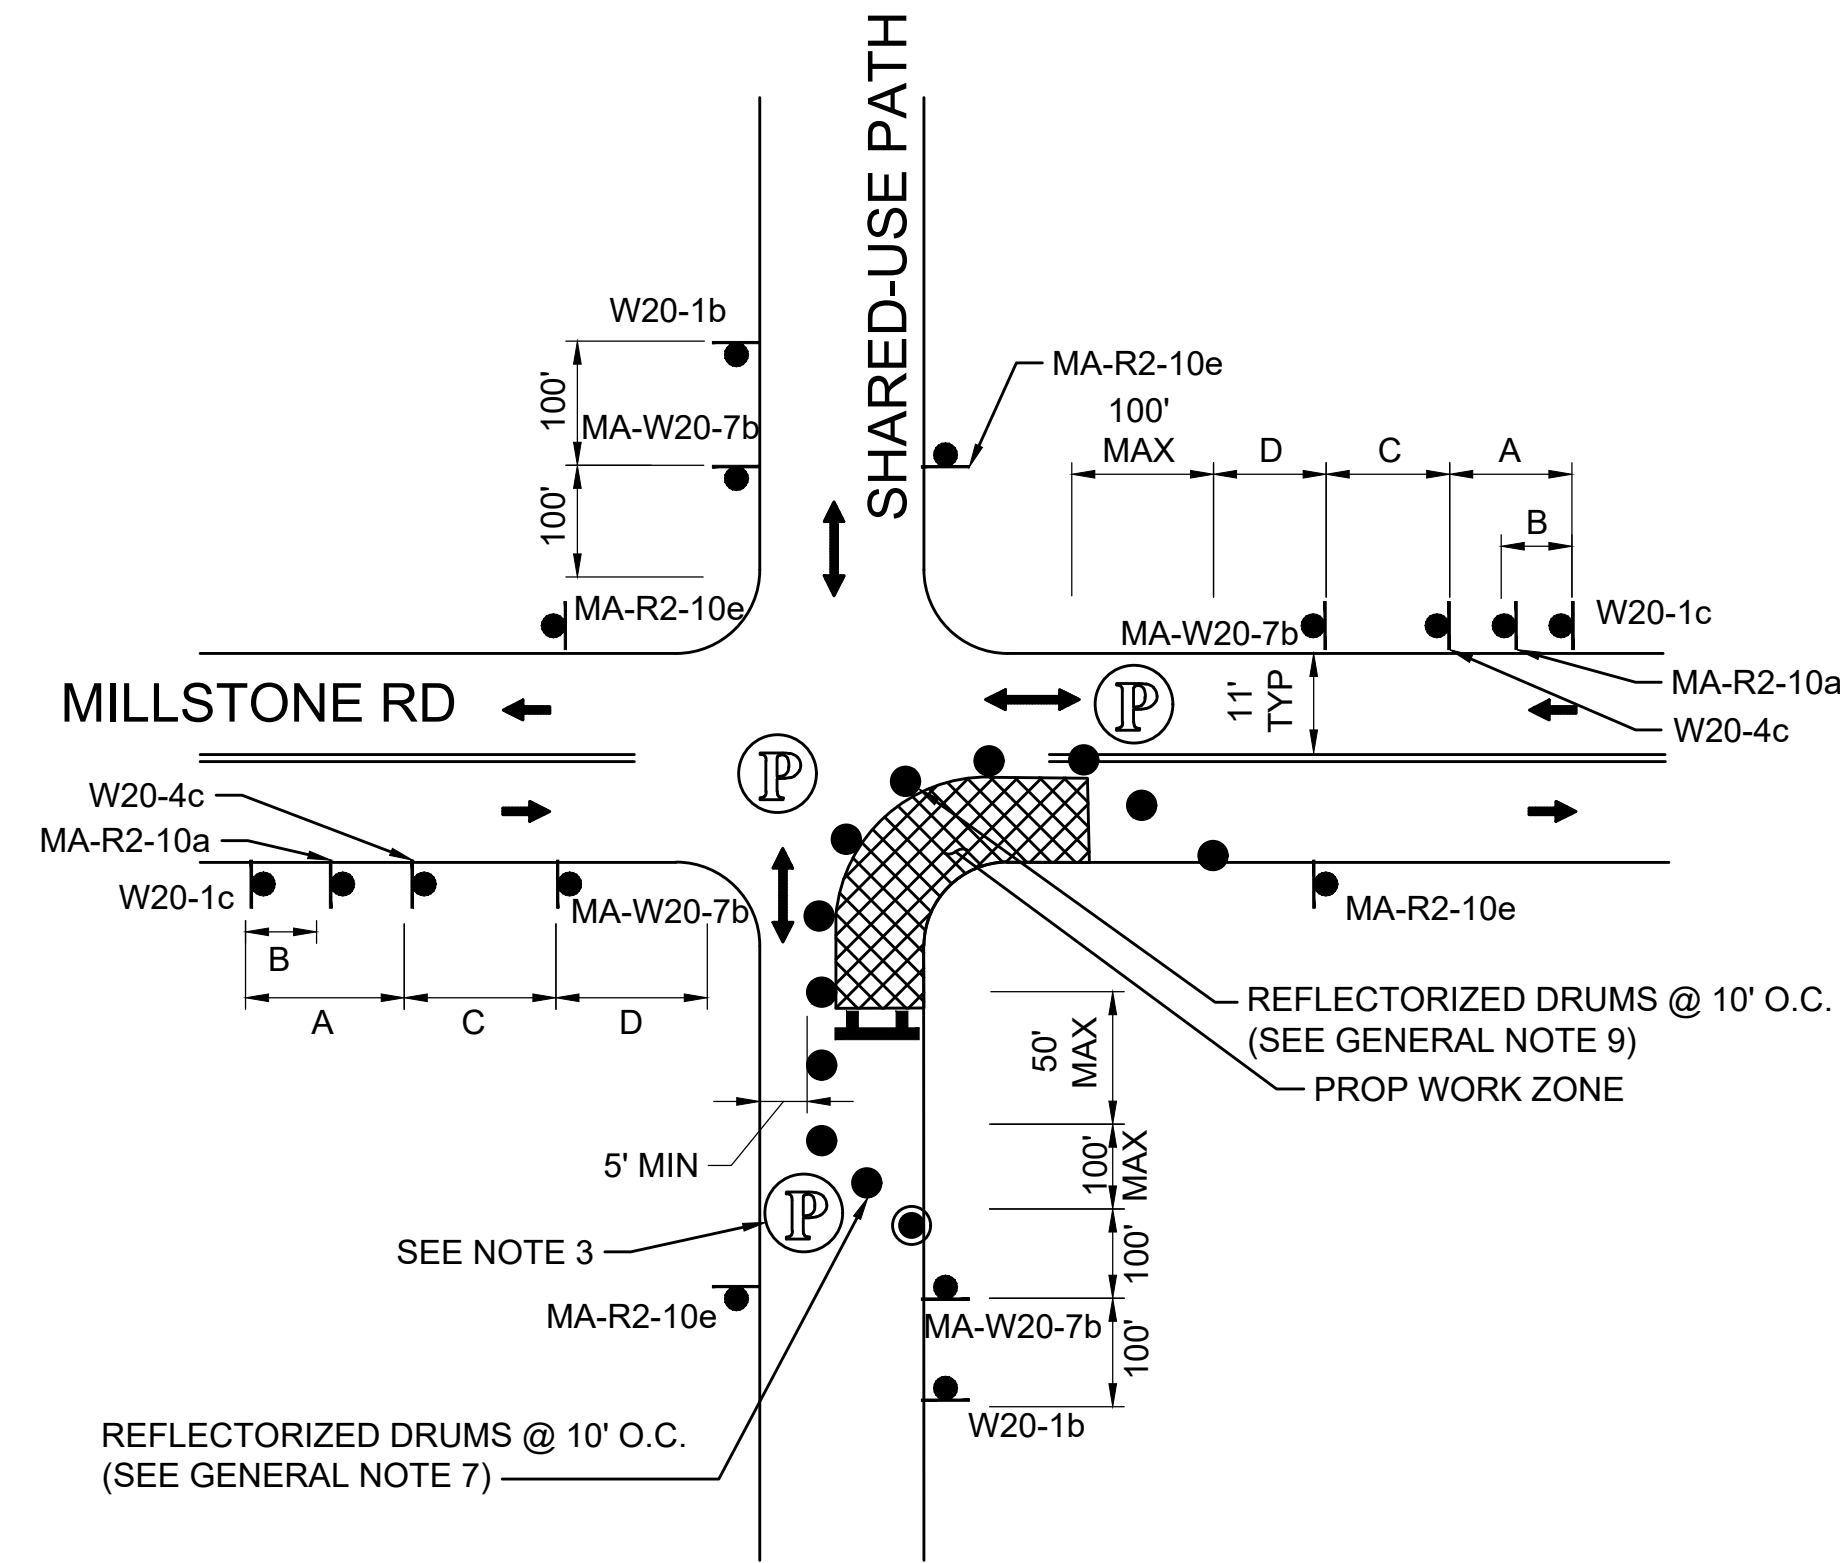 SHARED-USE PATH
W20-1b
100'
MA-W20-7b
100'
MA-R2-10e
MA-R2-10e
100'
MAX
D
C
A
B
MA-W20-7b
W20-1c
MA-R2-10a
W20-4c
11'
TYP
MILLSTONE RD
P
P
W20-4c
MA-R2-10a
W20-1c
MA-W20-7b
B
A
C
D
MA-R2-10e
REFLECTORIZED DRUMS @ 10' O.C.
(SEE GENERAL NOTE 9)
PROP WORK ZONE
50'
MAX
100'
MAX
100'
100'
5' MIN
P
SEE NOTE 3
MA-R2-10e
MA-W20-7b
W20-1b
REFLECTORIZED DRUMS @ 10' O.C.
(SEE GENERAL NOTE 7)